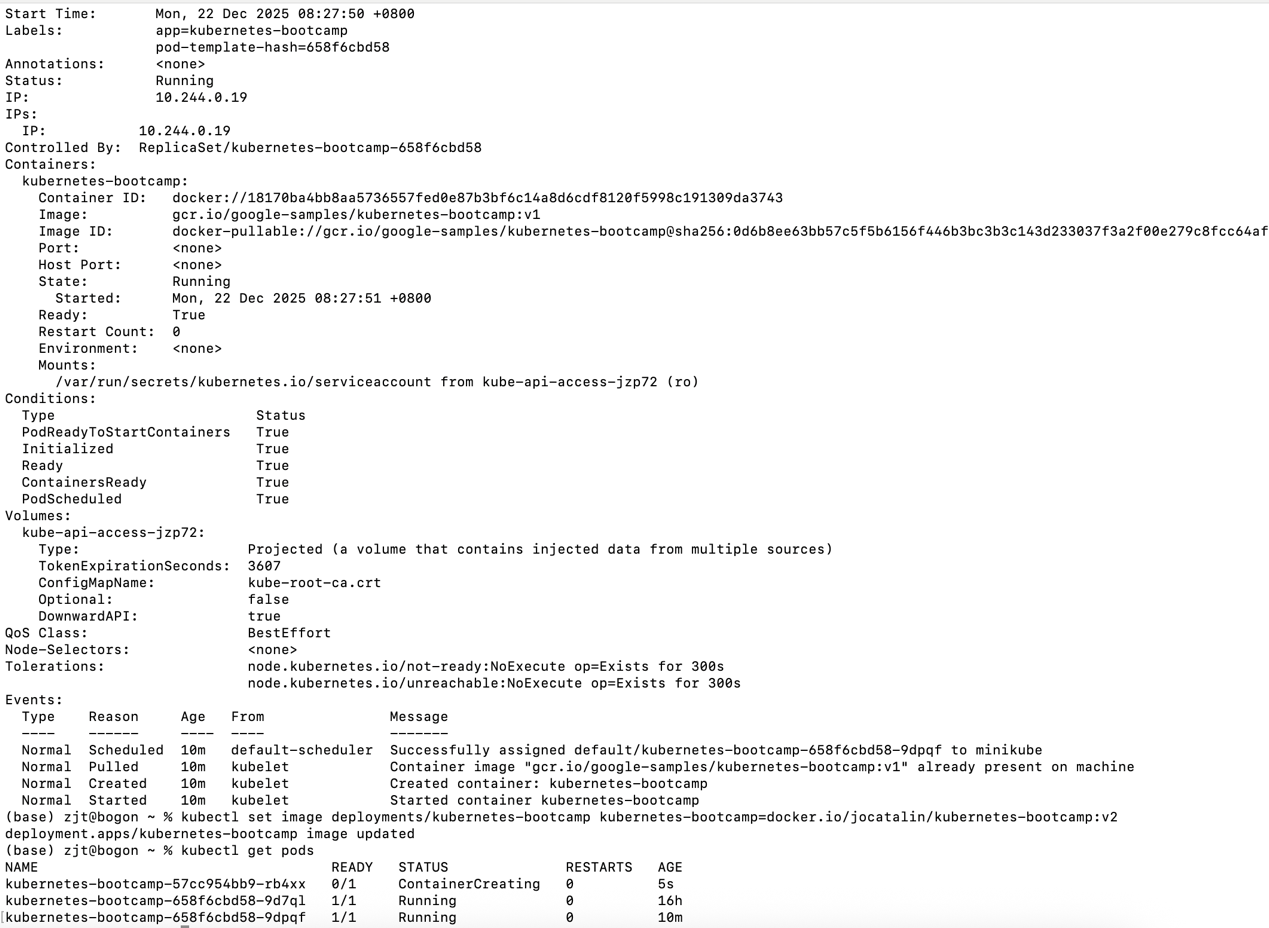 Start Time:       Mon, 22 Dec 2025 08:27:50 +0800
Labels:           app=kubernetes-bootcamp
                  pod-template-hash=658f6cbd58
Annotations:      <none>
Status:           Running
IP:               10.244.0.19
IPs:
  IP:           10.244.0.19
Controlled By:  ReplicaSet/kubernetes-bootcamp-658f6cbd58
Containers:
  kubernetes-bootcamp:
    Container ID:   docker://18170ba4bb8aa5736557fed0e87b3bf6c14a8d6cdf8120f5998c191309da3743
    Image:          gcr.io/google-samples/kubernetes-bootcamp:v1
    Image ID:       docker-pullable://gcr.io/google-samples/kubernetes-bootcamp@sha256:0d6b8ee63bb57c5f5b6156f446b3bc3b3c143d233037f3a2f00e279c8fcc64af
    Port:           <none>
    Host Port:      <none>
    State:          Running
      Started:      Mon, 22 Dec 2025 08:27:51 +0800
    Ready:          True
    Restart Count:  0
    Environment:    <none>
    Mounts:
      /var/run/secrets/kubernetes.io/serviceaccount from kube-api-access-jzp72 (ro)
Conditions:
  Type                        Status
  PodReadyToStartContainers   True
  Initialized                 True
  Ready                       True
  ContainersReady             True
  PodScheduled                True
Volumes:
  kube-api-access-jzp72:
    Type:                    Projected (a volume that contains injected data from multiple sources)
    TokenExpirationSeconds:  3607
    ConfigMapName:           kube-root-ca.crt
    Optional:                false
    DownwardAPI:             true
QoS Class:                   BestEffort
Node-Selectors:              <none>
Tolerations:                 node.kubernetes.io/not-ready:NoExecute op=Exists for 300s
                             node.kubernetes.io/unreachable:NoExecute op=Exists for 300s
Events:
  Type    Reason     Age   From               Message
  ----    ------     ----  ----               -------
  Normal  Scheduled  10m   default-scheduler  Successfully assigned default/kubernetes-bootcamp-658f6cbd58-9dpqf to minikube
  Normal  Pulled     10m   kubelet            Container image "gcr.io/google-samples/kubernetes-bootcamp:v1" already present on machine
  Normal  Created    10m   kubelet            Created container: kubernetes-bootcamp
  Normal  Started    10m   kubelet            Started container kubernetes-bootcamp
(base) zjt@bogon ~ % kubectl set image deployments/kubernetes-bootcamp kubernetes-bootcamp=docker.io/jocatalin/kubernetes-bootcamp:v2
deployment.apps/kubernetes-bootcamp image updated
(base) zjt@bogon ~ % kubectl get pods
NAME                                   READY   STATUS              RESTARTS   AGE
kubernetes-bootcamp-57cc954bb9-rb4xx   0/1     ContainerCreating   0          5s
kubernetes-bootcamp-658f6cbd58-9d7ql   1/1     Running             0          16h
kubernetes-bootcamp-658f6cbd58-9dpqf   1/1     Running             0          10m